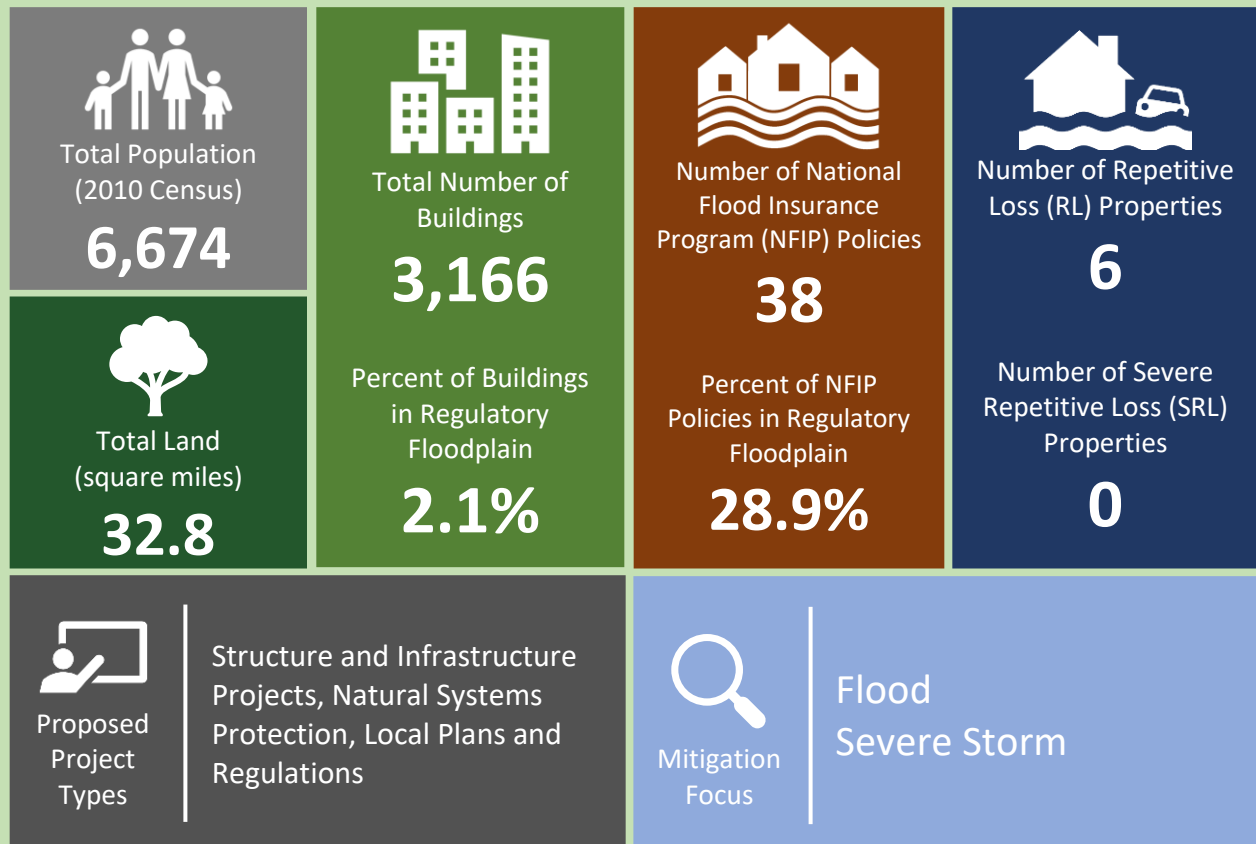 Total Population
(2010 Census)
6,674
Total Land
(square miles)
32.8
Total Number of
Buildings
3,166
Percent of Buildings
in Regulatory
Floodplain
2.1%
Number of National
Flood Insurance
Program (NFIP) Policies
38
Percent of NFIP
Policies in Regulatory
Floodplain
28.9%
Number of Repetitive
Loss (RL) Properties
6
Number of Severe
Repetitive Loss (SRL)
Properties
0
Proposed
Project
Types
Structure and Infrastructure
Projects, Natural Systems
Protection, Local Plans and
Regulations
Mitigation
Focus
Flood
Severe Storm